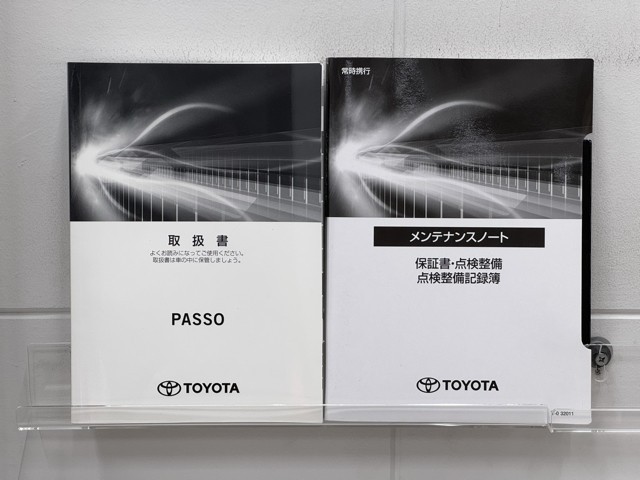 取扱書
よくお読みになってご使用ください。
取扱書は車の中に保管しましょう。
PASSO
TOYOTA
常時携行
メンテナンスノート
保証書・点検整備
点検整備記録簿
TOYOTA